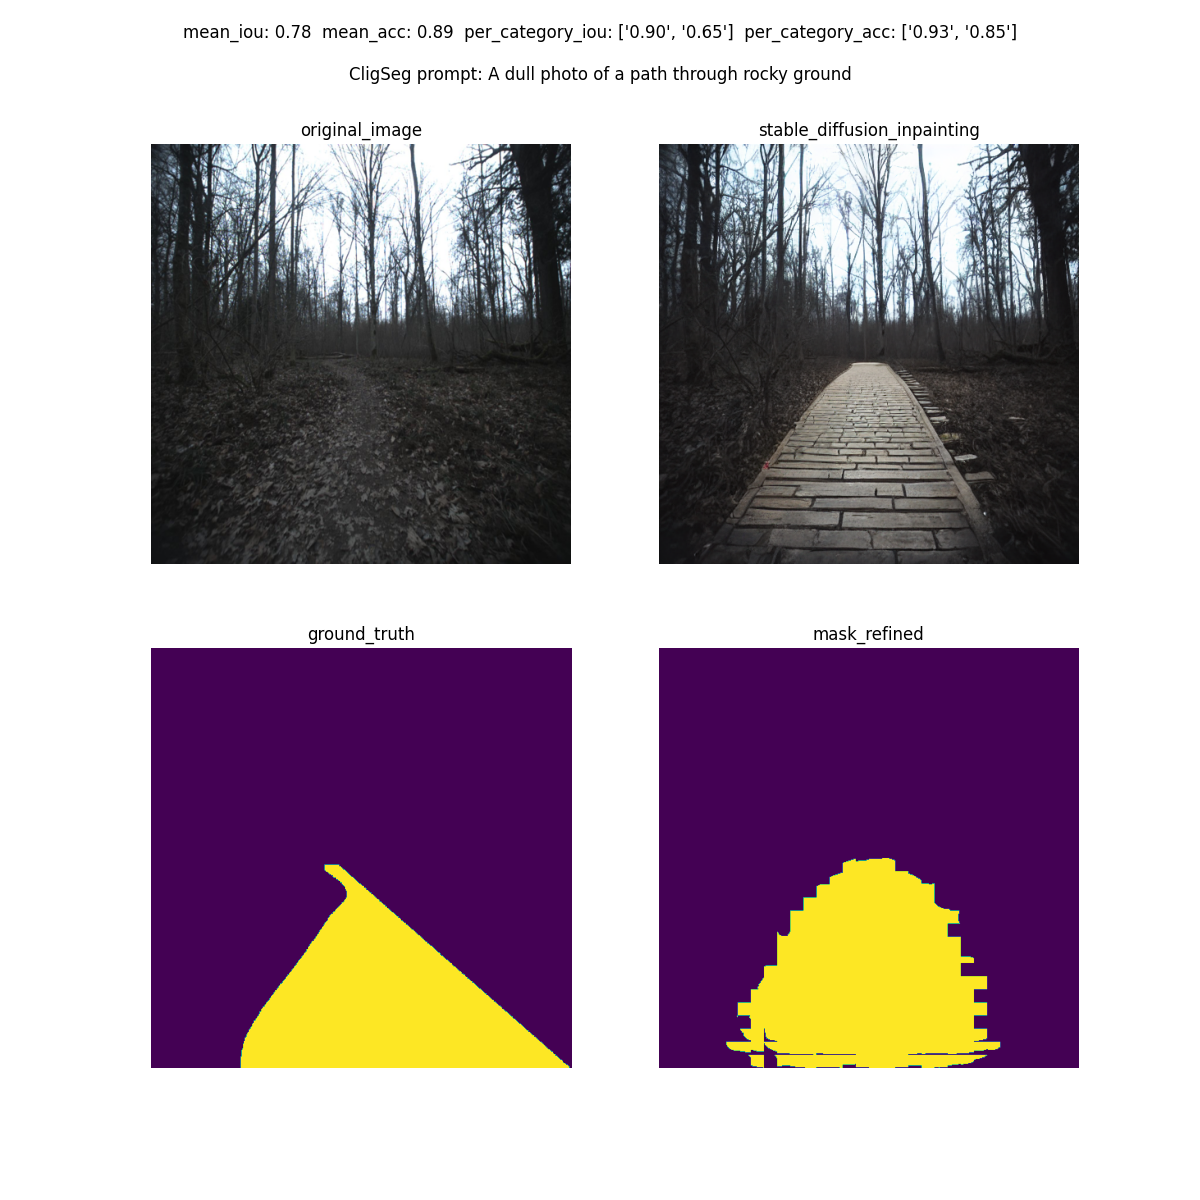 mean_iou: 0.78 mean_acc: 0.89 per_category_iou: ['0.90', '0.65'] per_category_acc: ['0.93', '0.85']
CligSeg prompt: A dull photo of a path through rocky ground
original_image
stable_diffusion_inpainting
ground_truth
mask_refined